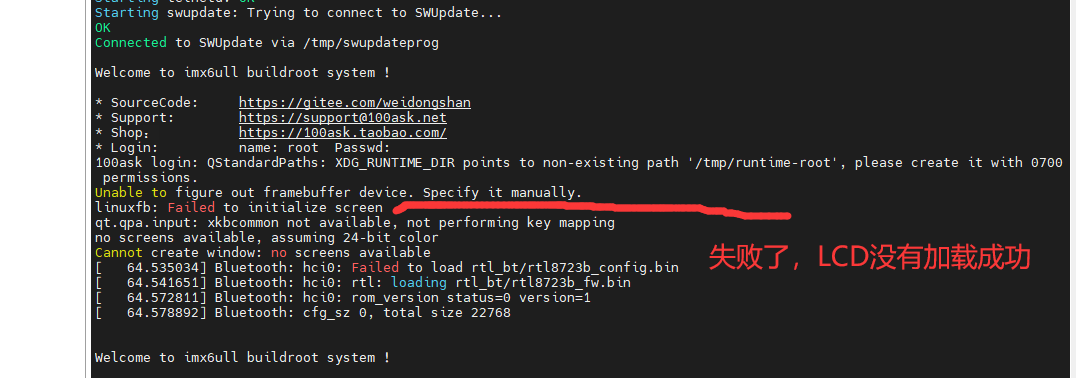 Starting telnetd: OK
Starting swupdate: Trying to connect to SWUpdate...
OK
Connected to SWUpdate via /tmp/swupdateprog
Welcome to imx6ull buildroot system !
* SourceCode: https://gitee.com/weidongshan
* Support: https://support@100ask.net
* Shop： https://100ask.taobao.com/
* Login: name: root Passwd:
100ask login: QStandardPaths: XDG_RUNTIME_DIR points to non-existing path '/tmp/runtime-root', please create it with 0700
permissions.
Unable to figure out framebuffer device. Specify it manually.
linuxfb: Failed to initialize screen
qt.qpa.input: xkbcommon not available, not performing key mapping
no screens available, assuming 24-bit color
Cannot create window: no screens available
失败了，LCD没有加载成功
[ 64.535034] Bluetooth: hci0: Failed to load rtl_bt/rtl8723b_config.bin
[ 64.541651] Bluetooth: hci0: rtl: loading rtl_bt/rtl8723b_fw.bin
[ 64.572811] Bluetooth: hci0: rom_version status=0 version=1
[ 64.578892] Bluetooth: cfg_sz 0, total size 22768
Welcome to imx6ull buildroot system !